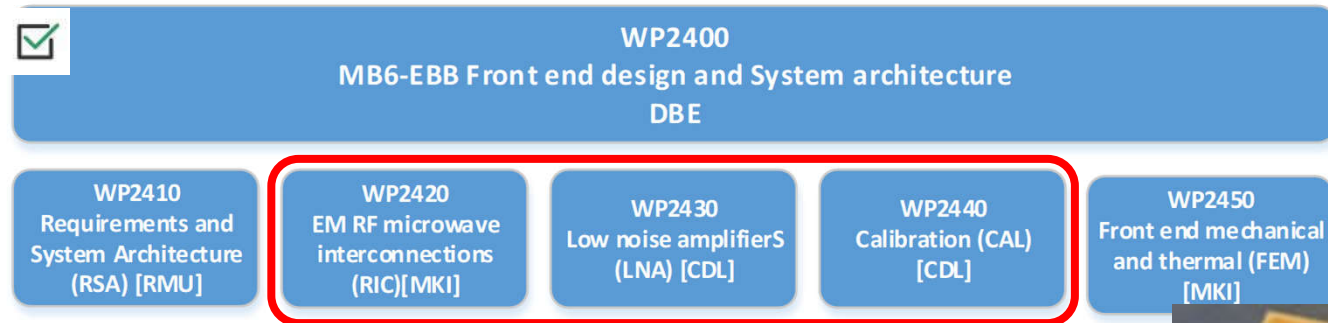 WP2400
MB6-EBB Front end design and System architecture
DBE
WP2410
Requirements and
System Architecture
(RSA) [RMU]
WP2420
EM RF microwave
interconnections
(RIC)[MKI]
WP2430
Low noise amplifierS
(LNA) [CDL]
WP2440
Calibration (CAL)
[CDL]
WP2450
Front end mechanical
and thermal (FEM)
[MKI]